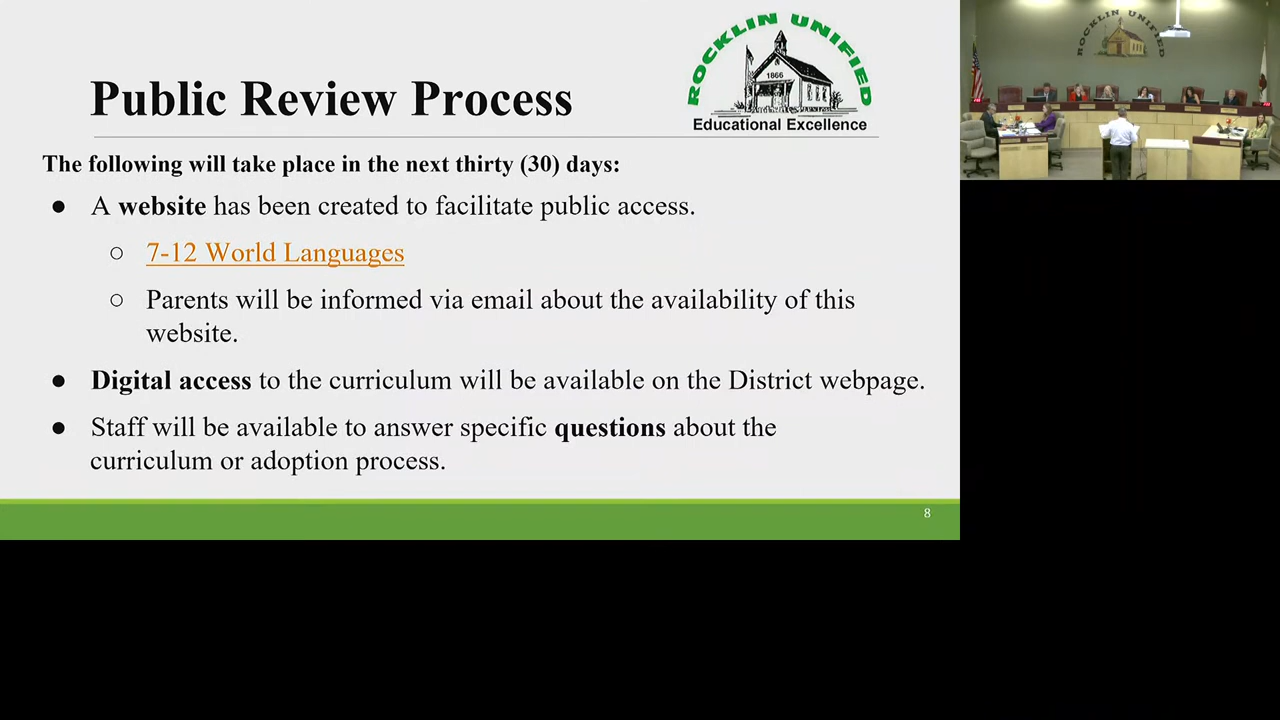 ROCKLIN UNIFIED
1866
Educational Excellence
Public Review Process
The following will take place in the next thirty (30) days:
● A website has been created to facilitate public access.
○ 7-12 World Languages
○ Parents will be informed via email about the availability of this
website.
● Digital access to the curriculum will be available on the District webpage.
● Staff will be available to answer specific questions about the
curriculum or adoption process.
8
ROCKLIN UNIFIED